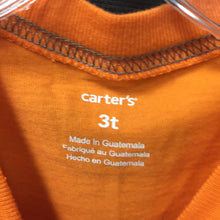 carter's
3t
Made in Guatemala
Fabriqué au Guatemala
Hecho en Guatemala